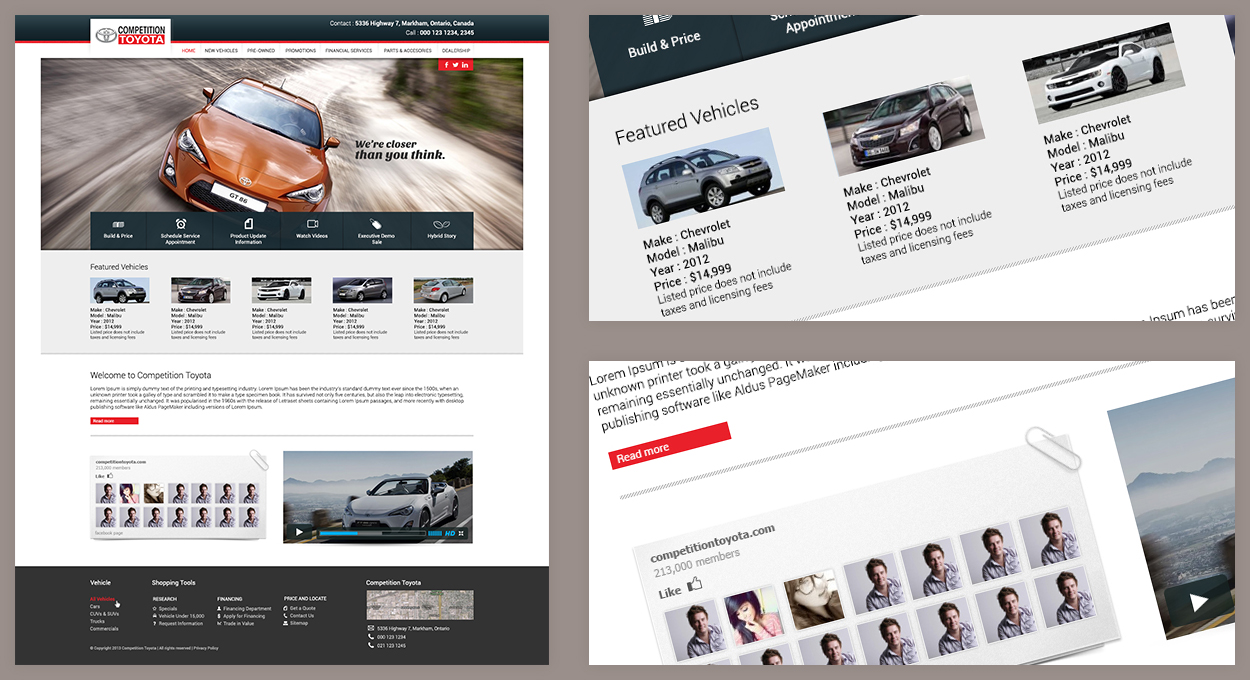 Contact : 5336 Highway 7, Markham, Ontario, Canada
Call : 000 123 1234, 2345
COMPETITION
TOYOTA
HOME NEW VEHICLES PRE-OWNED PROMOTIONS FINANCIAL SERVICES PARTS & ACCESORIES DEALERSHIP
We're closer
than you think.
GT 86
Build & Price
Schedule Service
Appointment
Product Update
Information
Watch Videos
Executive Demo
Sale
Hybrid Story
Featured Vehicles
Make : Chevrolet
Model : Malibu
Year : 2012
Price : $14,999
Listed price does not include
taxes and licensing fees
Make : Chevrolet
Model : Malibu
Year : 2012
Price : $14,999
Listed price does not include
taxes and licensing fees
Make : Chevrolet
Model : Malibu
Year : 2012
Price : $14,999
Listed price does not include
taxes and licensing fees
Make : Chevrolet
Model : Malibu
Year : 2012
Price : $14,999
Listed price does not include
taxes and licensing fees
Make : Chevrolet
Model : Malibu
Year : 2012
Price : $14,999
Listed price does not include
taxes and licensing fees
Welcome to Competition Toyota
Lorem Ipsum is simply dummy text of the printing and typesetting industry. Lorem Ipsum has been the industry's standard dummy text ever since the 1500s, when an
unknown printer took a galley of type and scrambled it to make a type specimen book. It has survived not only five centuries, but also the leap into electronic typesetting,
remaining essentially unchanged. It was popularised in the 1960s with the release of Letraset sheets containing Lorem Ipsum passages, and more recently with desktop
publishing software like Aldus PageMaker including versions of Lorem Ipsum.
Read more
competitiontoyota.com
213,000 members
Like
facebook page
HD
Vehicle
All Vehicles
Cars
CUVs & SUVs
Trucks
Commercials
Shopping Tools
RESEARCH
Specials
Vehicle Under 15,000
Request Information
FINANCING
Financing Department
Apply for Financing
Trade in Value
PRICE AND LOCATE
Get a Quote
Contact Us
Sitemap
Competition Toyota
5336 Highway 7, Markham, Ontario
000 123 1234
021 123 1245
© Copyright 2013 Competition Toyota | All rights reserved | Privacy Policy
Build & Price
Appointment
Featured Vehicles
Make : Chevrolet
Model : Malibu
Year : 2012
Price : $14,999
Listed price does not include
taxes and licensing fees
Make : Chevrolet
Model : Malibu
Year : 2012
Price : $14,999
Listed price does not include
taxes and licensing fees
Make : Chevrolet
Model : Malibu
Year : 2012
Price : $14,999
Listed price does not include
taxes and licensing fees
Ipsum has been
Lorem Ipsum is
unknown printer took a
remaining essentially unchanged. It
publishing software like Aldus PageMaker
Read more
competitiontoyota.com
213,000 members
Like